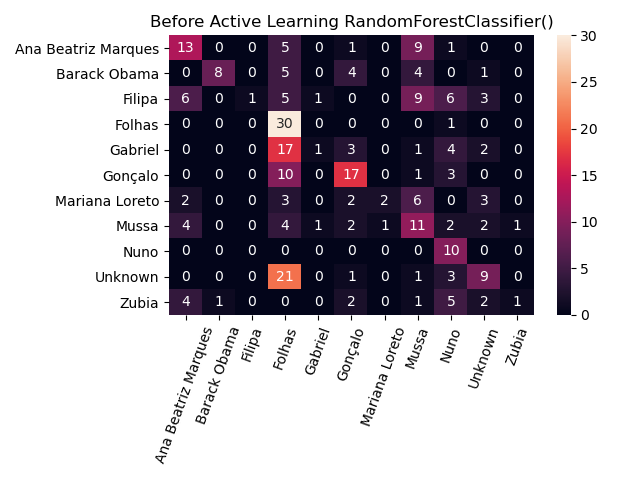 Before Active Learning RandomForestClassifier()
Ana Beatriz Marques 13 0 0 5 0 1 0 9 1 0 0
Barack Obama 0 8 0 5 0 4 0 4 0 1 0
Filipa 6 0 1 5 1 0 0 9 6 3 0
Folhas 0 0 0 30 0 0 0 0 1 0 0
Gabriel 0 0 0 17 1 3 0 1 4 2 0
Gonçalo 0 0 0 10 0 17 0 1 3 0 0
Mariana Loreto 2 0 0 3 0 2 2 6 0 3 0
Mussa 4 0 0 4 1 2 1 11 2 2 1
Nuno 0 0 0 0 0 0 0 0 10 0 0
Unknown 0 0 0 21 0 1 0 1 3 9 0
Zubia 4 1 0 0 0 2 0 1 5 2 1
Ana Beatriz Marques
Barack Obama
Filipa
Folhas
Gabriel
Gonçalo
Mariana Loreto
Mussa
Nuno
Unknown
Zubia
30
25
20
15
10
5
0